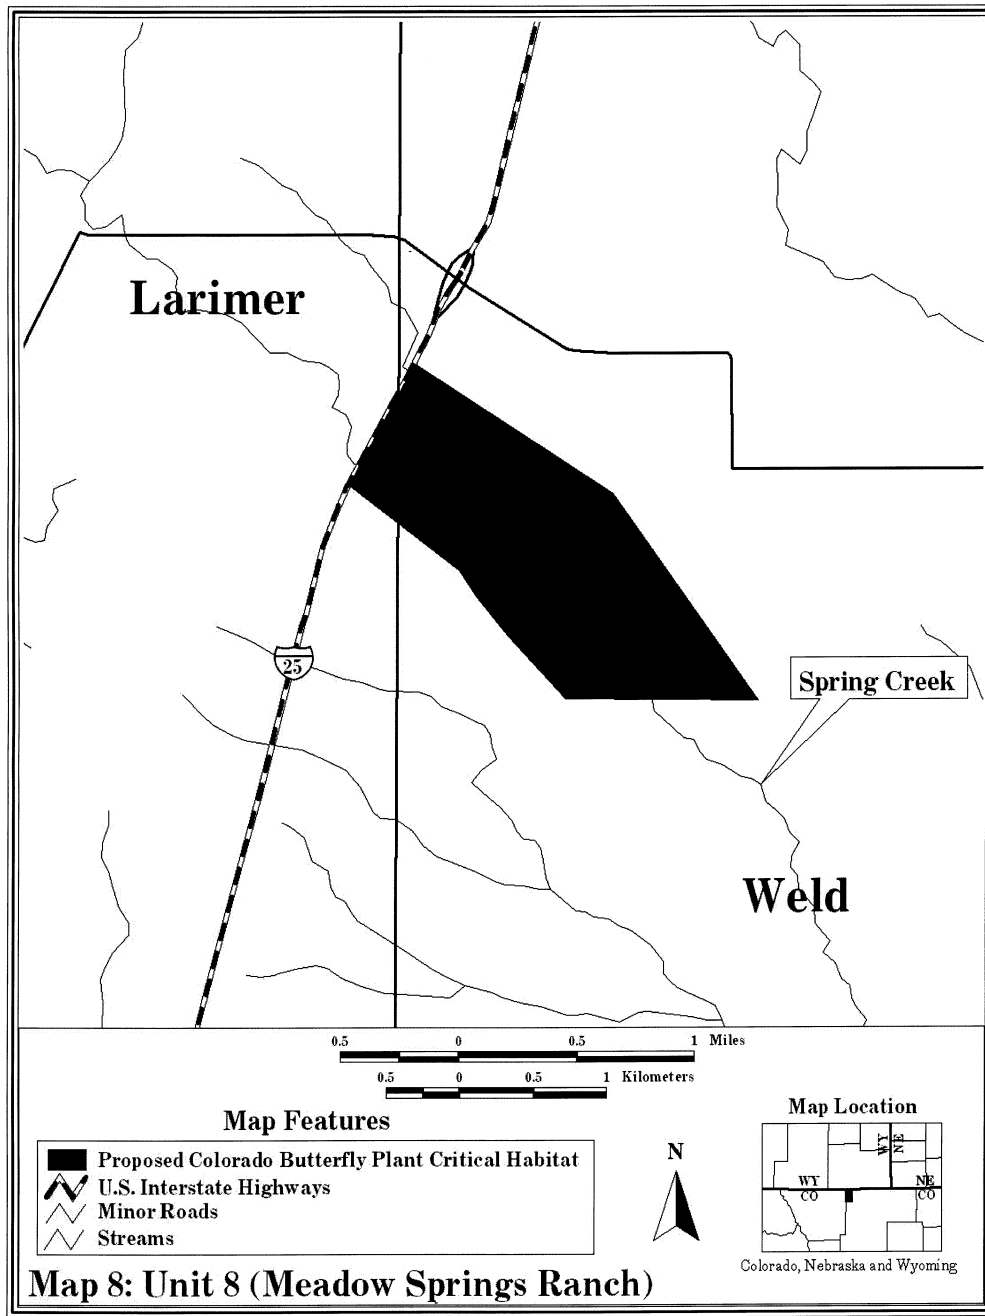 Larimer
25
Spring Creek
Weld
0.5 0 0.5 1 Miles
0.5 0 1 Kilometers
Map Features
Proposed Colorado Butterfly Plant Critical Habitat
U.S. Interstate Highways
Minor Roads
Streams
N
Map Location
WY
NE
WY
CO
NE
CO
Colorado, Nebraska and Wyoming
Map 8: Unit 8 (Meadow Springs Ranch)